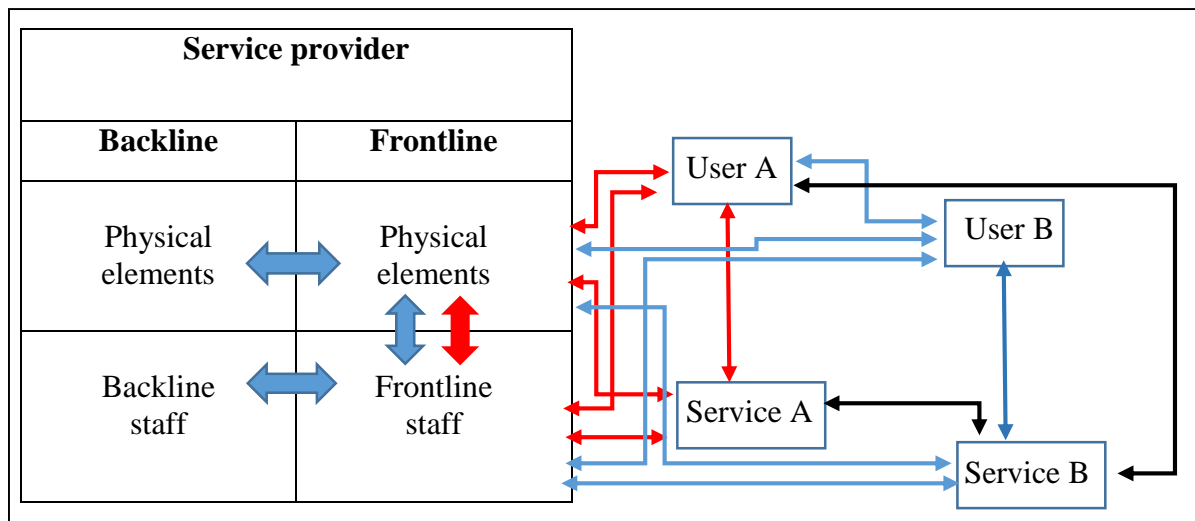 Service provider
Backline
Frontline
Physical
elements
Physical
elements
Backline
staff
Frontline
staff
User A
User B
Service A
Service B